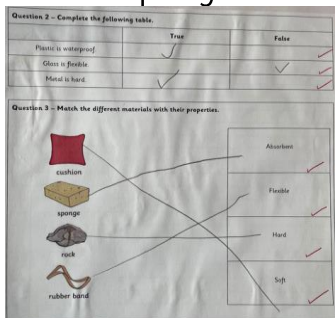 Question 2 – Complete the following table.
True False
Plastic is waterproof.
Glass is flexible.
Metal is hard.
Question 3 – Match the different materials with their properties.
Absorbent
cushion
Flexible
sponge
Hard
rock
Soft
rubber band